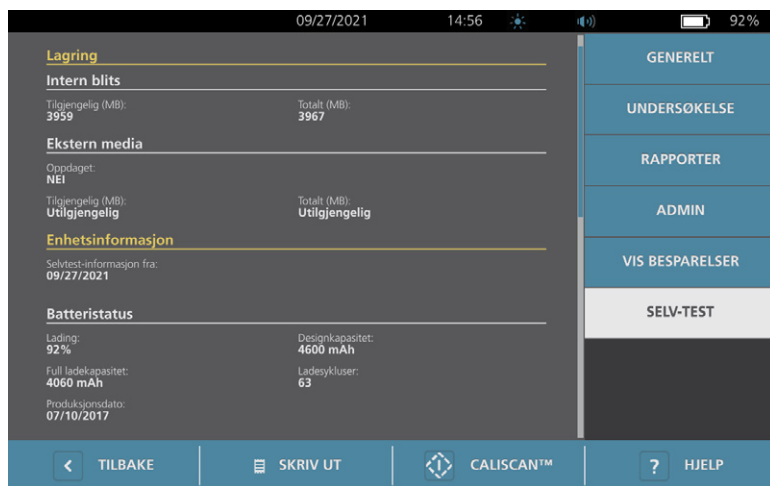 09/27/2021 14:56 92%
Lagring
Intern blits
Tilgjengelig (MB): Totalt (MB):
3959 3967
Ekstern media
Oppdaget:
NEI
Tilgjengelig (MB): Totalt (MB):
Utilgjengelig Utilgjengelig
Enhetsinformasjon
Selvtest-informasjon fra:
09/27/2021
Batteristatus
Lading: Designkapasitet:
92% 4600 mAh
Full ladekapasitet: Ladesykluser:
4060 mAh 63
Produksjonsdato:
07/10/2017
GENERELT
UNDERSØKELSE
RAPPORTER
ADMIN
VIS BESPARELSER
SELV-TEST
TILBAKE SKRIV UT CALISCAN™ ? HJELP